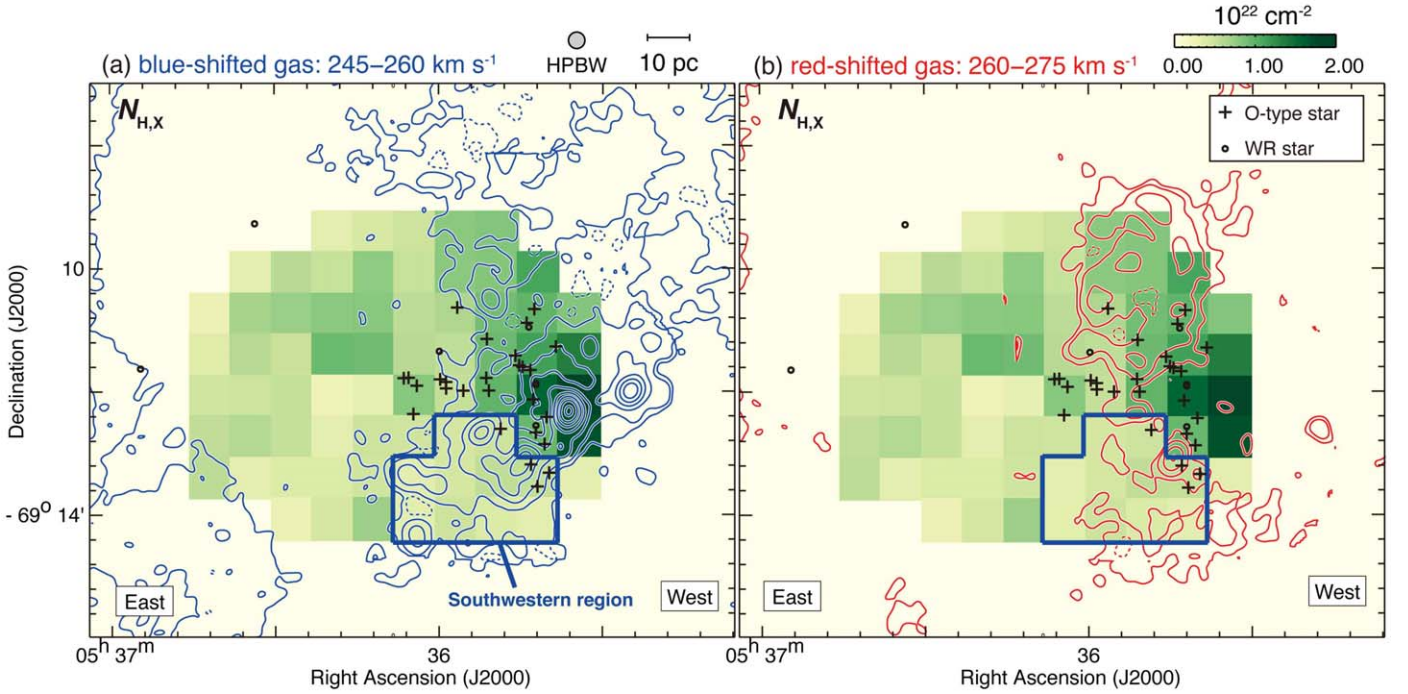 10²² cm⁻²
0.00 1.00 2.00
HPBW 10 pc
(a) blue-shifted gas: 245–260 km s⁻¹
(b) red-shifted gas: 260–275 km s⁻¹
N_H,X
N_H,X
+ O-type star
WR star
Declination (J2000)
10
- 69° 14'
East
West
Southwestern region
East
West
05ʰ 37ᵐ
36
05ʰ 37ᵐ
36
Right Ascension (J2000)
Right Ascension (J2000)